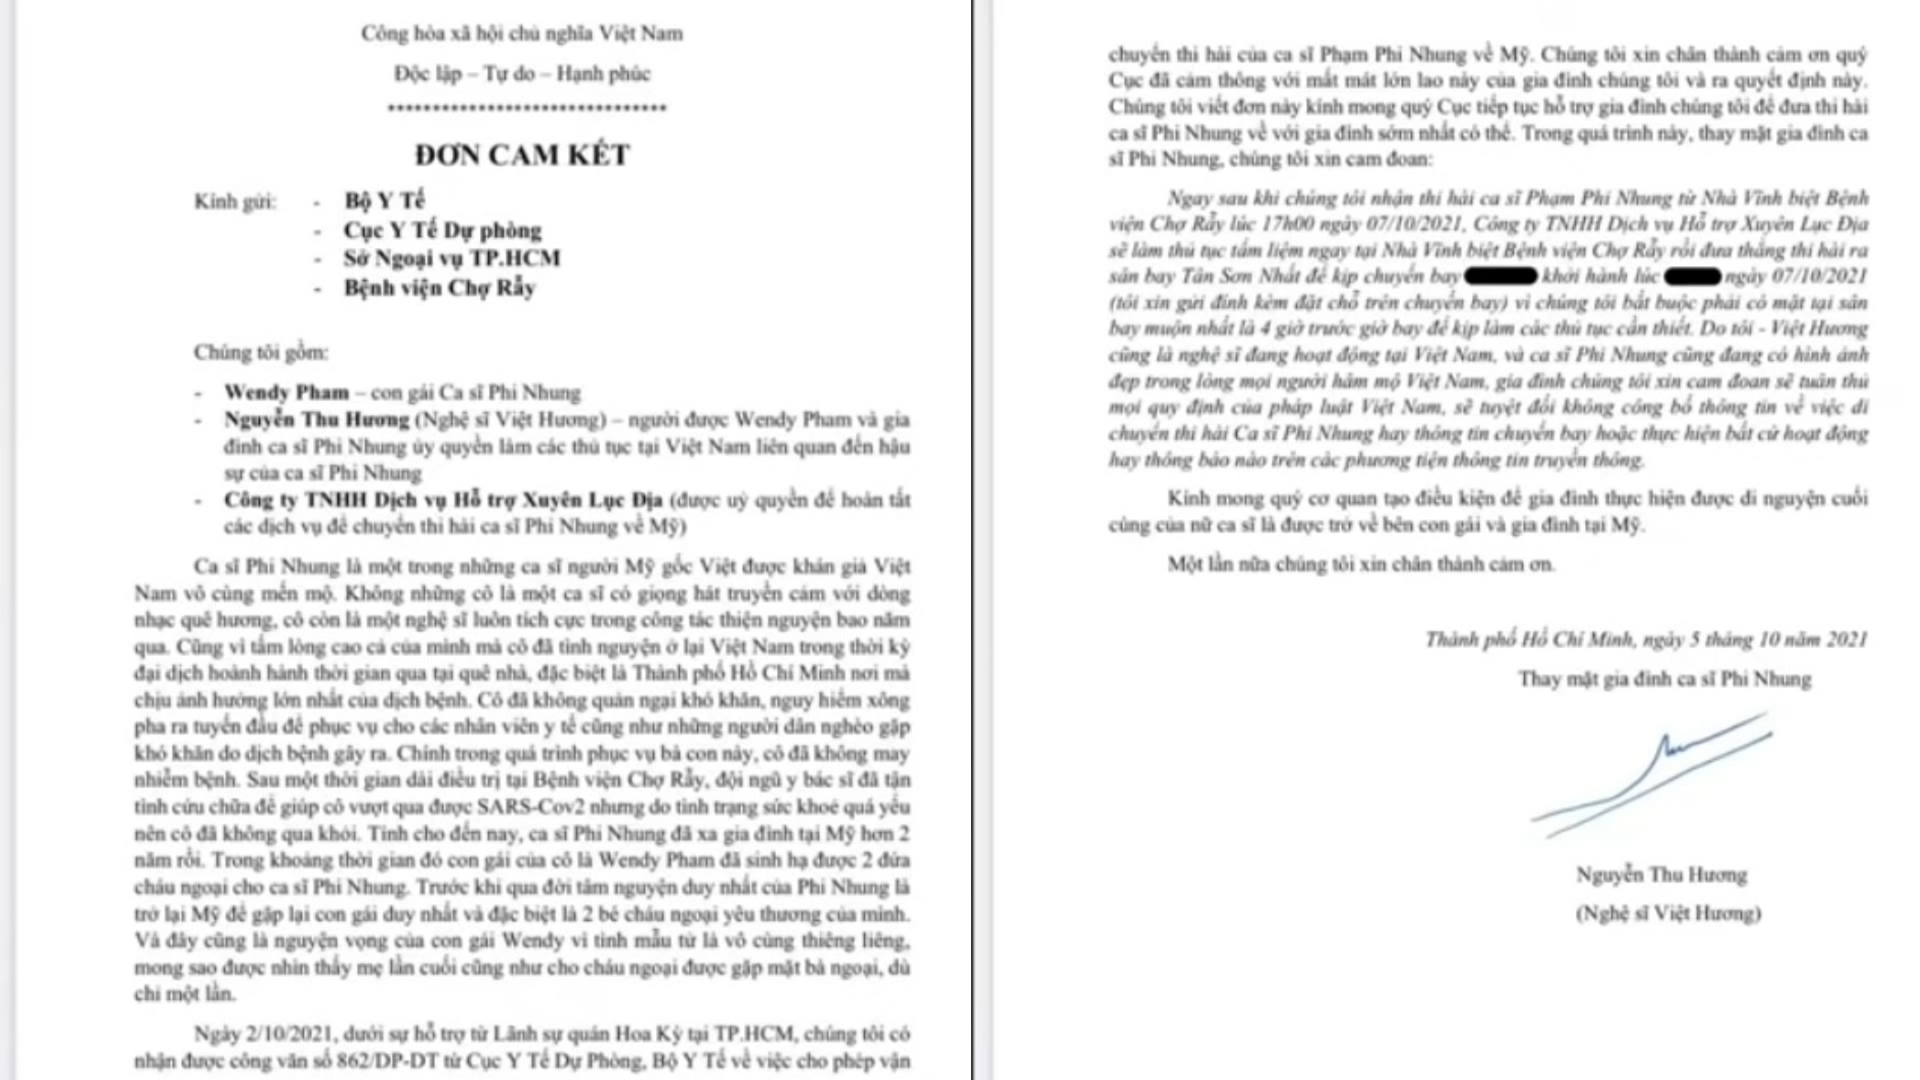 Công hòa xã hội chủ nghĩa Việt Nam
Độc lập – Tự do – Hạnh phúc
********************************
ĐƠN CAM KẾT
Kính gửi: - Bộ Y Tế
- Cục Y Tế Dự phòng
- Sở Ngoại vụ TP.HCM
- Bệnh viện Chợ Rẫy
Chúng tôi gồm:
- Wendy Pham – con gái Ca sĩ Phi Nhung
- Nguyễn Thu Hương (Nghệ sĩ Việt Hương) – người được Wendy Pham và gia
đình ca sĩ Phi Nhung ủy quyền làm các thủ tục tại Việt Nam liên quan đến hậu
sự của ca sĩ Phi Nhung
- Công ty TNHH Dịch vụ Hỗ trợ Xuyên Lục Địa (được uỷ quyền để hoàn tất
các dịch vụ để chuyển thi hài ca sĩ Phi Nhung về Mỹ)
Ca sĩ Phi Nhung là một trong những ca sĩ người Mỹ gốc Việt được khán giả Việt
Nam vô cùng mến mộ. Không những cô là một ca sĩ có giọng hát truyền cảm với dòng
nhạc quê hương, cô còn là một nghệ sĩ luôn tích cực trong công tác thiện nguyện bao năm
qua. Cũng vì tấm lòng cao cả của mình mà cô đã tình nguyện ở lại Việt Nam trong thời kỳ
đại dịch hoành hành thời gian qua tại quê nhà, đặc biệt là Thành phố Hồ Chí Minh nơi mà
chịu ảnh hưởng lớn nhất của dịch bệnh. Cô đã không quản ngại khó khăn, nguy hiểm xông
pha ra tuyến đầu để phục vụ cho các nhân viên y tế cũng như những người dân nghèo gặp
khó khăn do dịch bệnh gây ra. Chính trong quá trình phục vụ bà con này, cô đã không may
nhiễm bệnh. Sau một thời gian dài điều trị tại Bệnh viện Chợ Rẫy, đội ngũ y bác sĩ đã tận
tình cứu chữa để giúp cô vượt qua được SARS-Cov2 nhưng do tình trạng sức khoẻ quá yếu
nên cô đã không qua khỏi. Tính cho đến nay, ca sĩ Phi Nhung đã xa gia đình tại Mỹ hơn 2
năm rồi. Trong khoảng thời gian đó con gái của cô là Wendy Pham đã sinh hạ được 2 đứa
cháu ngoại cho ca sĩ Phi Nhung. Trước khi qua đời tâm nguyện duy nhất của Phi Nhung là
trở lại Mỹ để gặp lại con gái duy nhất và đặc biệt là 2 bé cháu ngoại yêu thương của mình.
Và đây cũng là nguyện vọng của con gái Wendy vì tình mẫu tử là vô cùng thiêng liêng,
mong sao được nhìn thấy mẹ lần cuối cũng như cho cháu ngoại được gặp mặt bà ngoại, dù
chỉ một lần.
Ngày 2/10/2021, dưới sự hỗ trợ từ Lãnh sự quán Hoa Kỳ tại TP.HCM, chúng tôi có
nhận được công văn số 862/DP-DT từ Cục Y Tế Dự Phòng, Bộ Y Tế về việc cho phép vận
chuyển thi hài của ca sĩ Phạm Phi Nhung về Mỹ. Chúng tôi xin chân thành cảm ơn quý
Cục đã cảm thông với mất mát lớn lao này của gia đình chúng tôi và ra quyết định này.
Chúng tôi viết đơn này kính mong quý Cục tiếp tục hỗ trợ gia đình chúng tôi để đưa thi hài
ca sĩ Phi Nhung về với gia đình sớm nhất có thể. Trong quá trình này, thay mặt gia đình ca
sĩ Phi Nhung, chúng tôi xin cam đoan:
Ngay sau khi chúng tôi nhận thi hài ca sĩ Phạm Phi Nhung từ Nhà Vĩnh biệt Bệnh
viện Chợ Rẫy lúc 17h00 ngày 07/10/2021, Công ty TNHH Dịch vụ Hỗ trợ Xuyên Lục Địa
sẽ làm thủ tục tẩm liệm ngay tại Nhà Vĩnh biệt Bệnh viện Chợ Rẫy rồi đưa thẳng thi hài ra
sân bay Tân Sơn Nhất để kịp chuyến bay khởi hành lúc ngày 07/10/2021
(tôi xin gửi đính kèm đặt chỗ trên chuyến bay) vì chúng tôi bắt buộc phải có mặt tại sân
bay muộn nhất là 4 giờ trước giờ bay để kịp làm các thủ tục cần thiết. Do tôi - Việt Hương
cũng là nghệ sĩ đang hoạt động tại Việt Nam, và ca sĩ Phi Nhung cũng đang có hình ảnh
đẹp trong lòng mọi người hâm mộ Việt Nam, gia đình chúng tôi xin cam đoan sẽ tuân thủ
mọi quy định của pháp luật Việt Nam, sẽ tuyệt đối không công bố thông tin về việc di
chuyển thi hài Ca sĩ Phi Nhung hay thông tin chuyến bay hoặc thực hiện bất cứ hoạt động
hay thông báo nào trên các phương tiện thông tin truyền thông.
Kính mong quý cơ quan tạo điều kiện để gia đình thực hiện được di nguyện cuối
cùng của nữ ca sĩ là được trở về bên con gái và gia đình tại Mỹ.
Một lần nữa chúng tôi xin chân thành cảm ơn.
Thành phố Hồ Chí Minh, ngày 5 tháng 10 năm 2021
Thay mặt gia đình ca sĩ Phi Nhung
Nguyễn Thu Hương
(Nghệ sĩ Việt Hương)